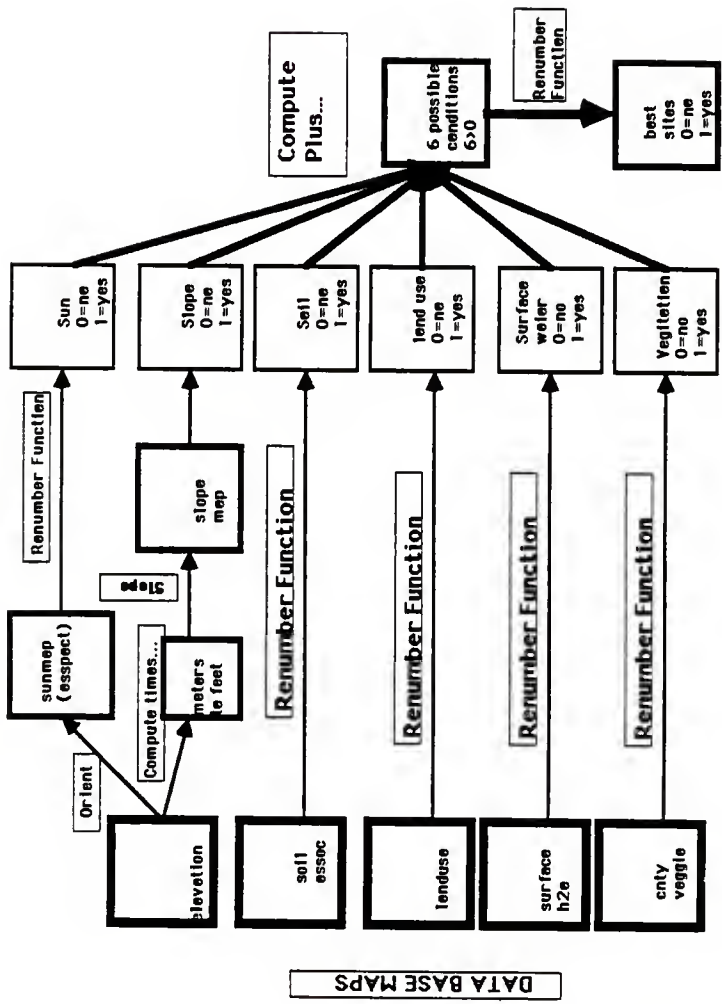 DATA BASE MAPS
cnty
veggie
surface
h2o
landuse
soil
assoc
elevation
Orient
Compute times...
meters
to feet
sunmap
(asspect)
Slope
slope
map
Renumber Function
Renumber Function
Renumber Function
Renumber Function
Renumber Function
Vegitation
0=no
1=yes
Surface
water
0=no
1=yes
land use
0=no
1=yes
Soil
0=no
1=yes
Slope
0=no
1=yes
Sun
0=no
1=yes
Compute
Plus...
6 possible
conditions
6>0
Renumber
Function
best
sites
0=no
1=yes